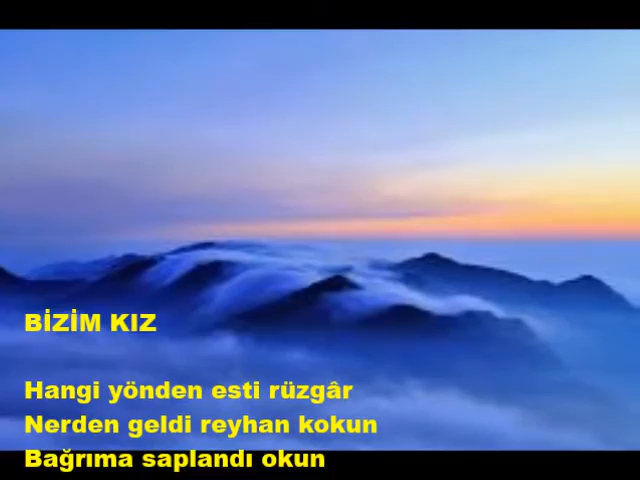 BİZİM KIZ
Hangi yönden esti rüzgâr
Nerden geldi reyhan kokun
Bağrıma saplandı okun